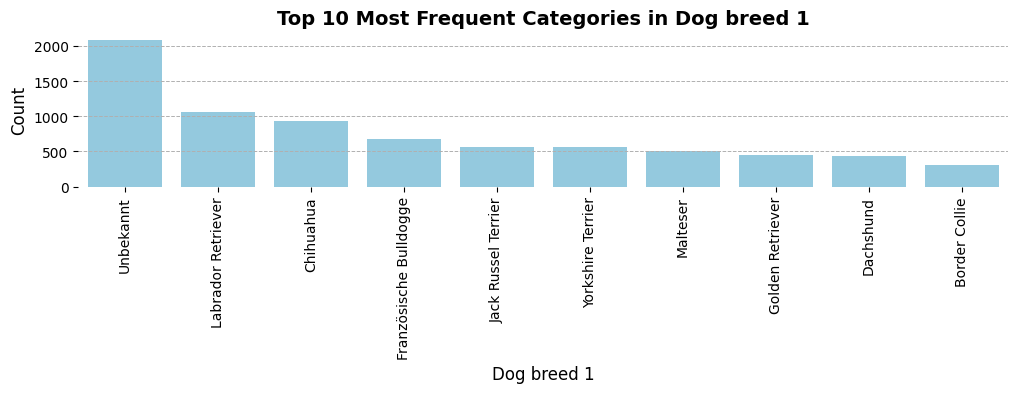 Top 10 Most Frequent Categories in Dog breed 1
Count
2000
1500
1000
500
0
Unbekannt
Labrador Retriever
Chihuahua
Französische Bulldogge
Jack Russel Terrier
Yorkshire Terrier
Malteser
Golden Retriever
Dachshund
Border Collie
Dog breed 1